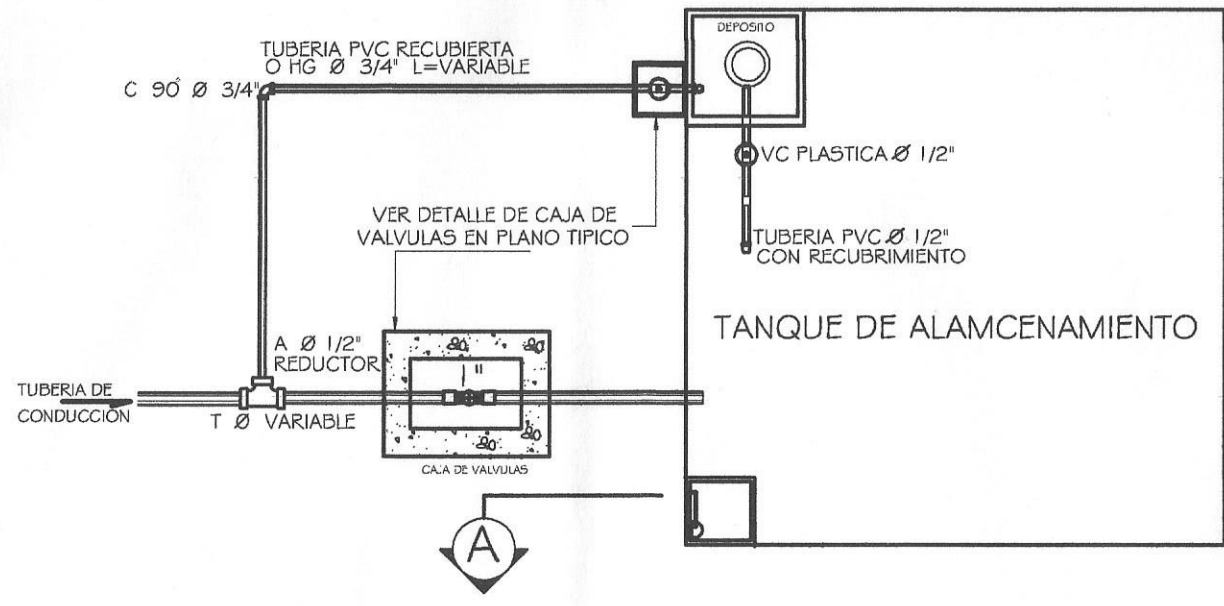 DEPOSITO
TUBERIA PVC RECUBIERTA
O HG Ø 3/4" L=VARIABLE
C 90° Ø 3/4"
VC PLASTICA Ø 1/2"
VER DETALLE DE CAJA DE
VALVULAS EN PLANO TIPICO
TUBERIA PVC Ø 1/2"
CON RECUBRIMIENTO
TANQUE DE ALAMCENAMIENTO
A Ø 1/2"
REDUCTOR
TUBERIA DE
CONDUCCIÓN
T Ø VARIABLE
CAJA DE VALVULAS
A